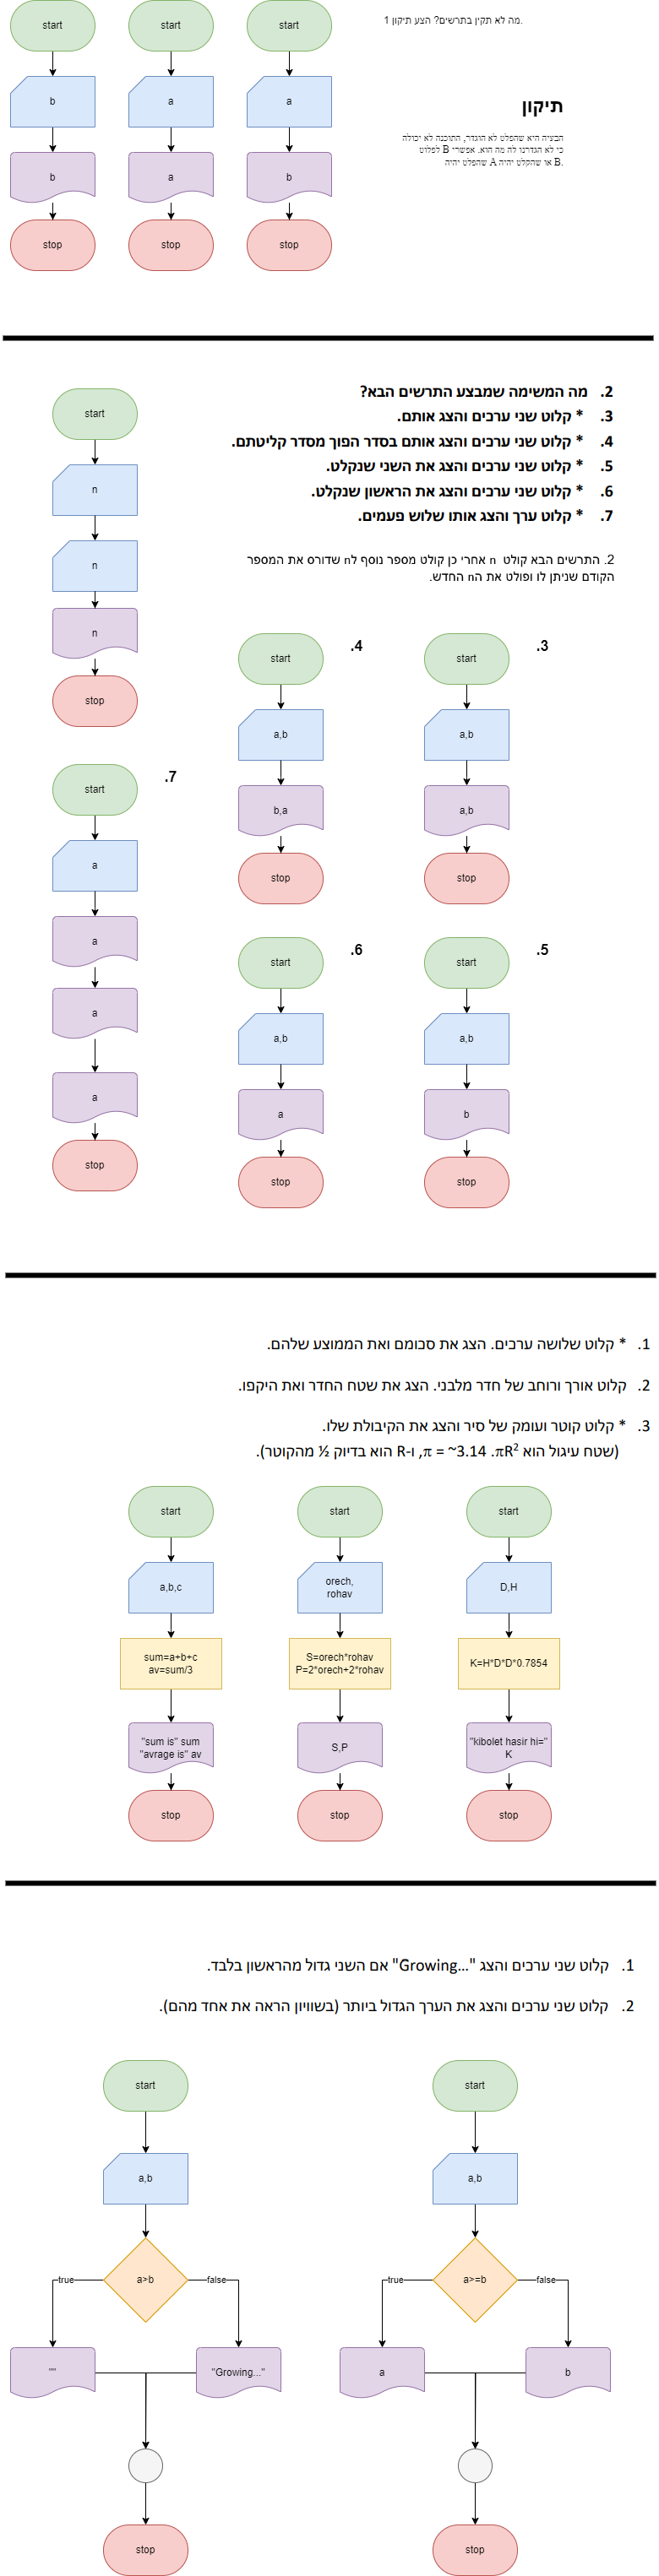 start
start
start
מה לא תקין בתרשים? הצע תיקון 1.
b
a
a
תיקון
הבעיה היא שהפלט לא הוגדר, התוכנה לא יכולה
לפלוט B כי לא הגדרנו לה מה הוא. אפשרי
שהפלט יהיה A או שהקלט יהיה B.
b
a
b
stop
stop
stop
2. מה המשימה שמבצע התרשים הבא?
3. * קלוט שני ערכים והצג אותם.
4. * קלוט שני ערכים והצג אותם בסדר הפוך מסדר קליטתם.
5. * קלוט שני ערכים והצג את השני שנקלט.
6. * קלוט שני ערכים והצג את הראשון שנקלט.
7. * קלוט ערך והצג אותו שלוש פעמים.
start
n
n
n
stop
2. התרשים הבא קולט n אחרי כן קולט מספר נוסף לn שדורס את המספר
הקודם שניתן לו ופולט את הn החדש.
.3
start
a,b
a,b
stop
.4
start
a,b
b,a
stop
.7
start
a
a
a
a
stop
.5
start
a,b
b
stop
.6
start
a,b
a
stop
1. * קלוט שלושה ערכים. הצג את סכומם ואת הממוצע שלהם.
2. קלוט אורך ורוחב של חדר מלבני. הצג את שטח החדר ואת היקפו.
3. * קלוט קוטר ועומק של סיר והצג את הקיבולת שלו.
(שטח עיגול הוא πR². π = ~3.14, ו-R הוא בדיוק ½ מהקוטר).
start
a,b,c
sum=a+b+c
av=sum/3
"sum is" sum
"avrage is" av
stop
start
orech,
rohav
S=orech*rohav
P=2*orech+2*rohav
S,P
stop
start
D,H
K=H*D*D*0.7854
"kibolet hasir hi="
K
stop
1. קלוט שני ערכים והצג "Growing..." אם השני גדול מהראשון בלבד.
2. קלוט שני ערכים והצג את הערך הגדול ביותר (בשוויון הראה את אחד מהם).
start
a,b
a>b
true
false
""
"Growing..."
stop
start
a,b
a>=b
true
false
a
b
stop